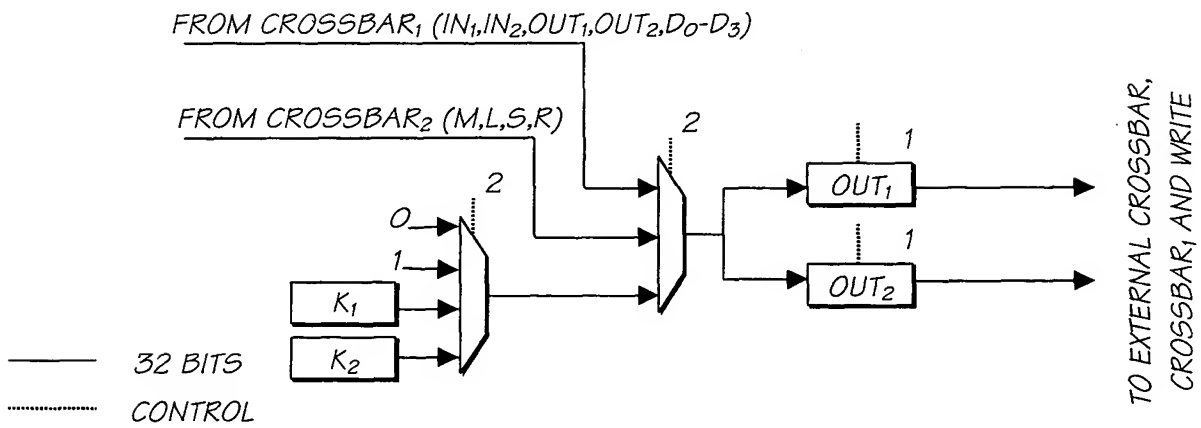 FROM CROSSBAR₁ (IN₁,IN₂,OUT₁,OUT₂,D₀-D₃)
FROM CROSSBAR₂ (M,L,S,R)
2
2
0
1
K₁
K₂
1
OUT₁
1
OUT₂
TO EXTERNAL CROSSBAR,
CROSSBAR₁ AND WRITE
32 BITS
CONTROL